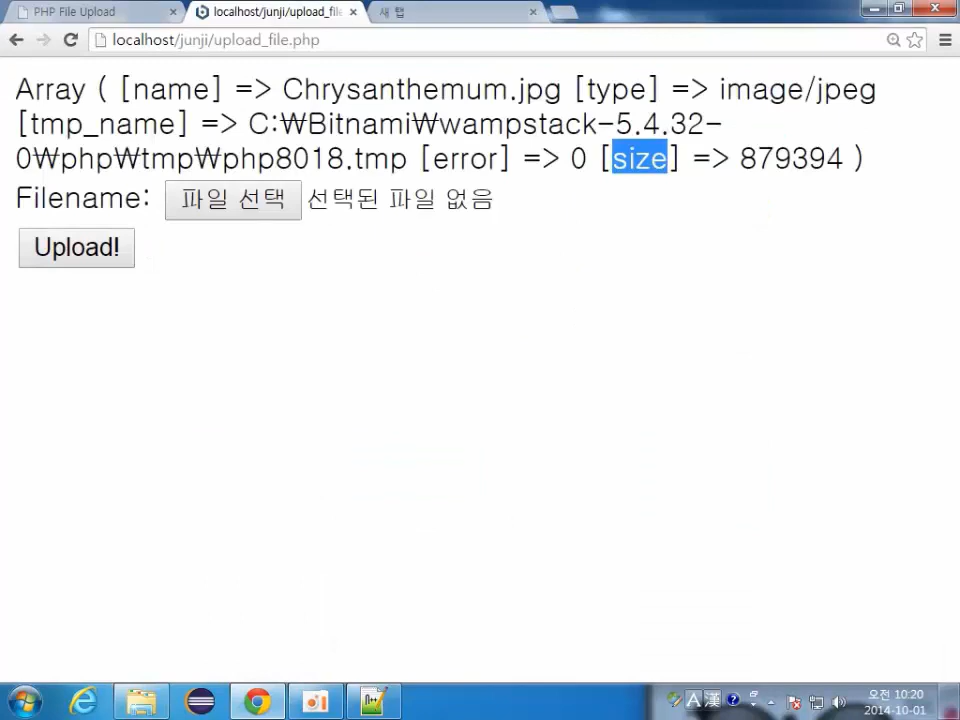 PHP File Upload
localhost/junji/upload_file
새 탭
localhost/junji/upload_file.php
Array ( [name] => Chrysanthemum.jpg [type] => image/jpeg
[tmp_name] => C:₩Bitnami₩wampstack-5.4.32-
0₩php₩tmp₩php8018.tmp [error] => 0 [size] => 879394 )
Filename: 파일 선택 선택된 파일 없음
Upload!
A 漢 ?
오전 10:20
2014-10-01